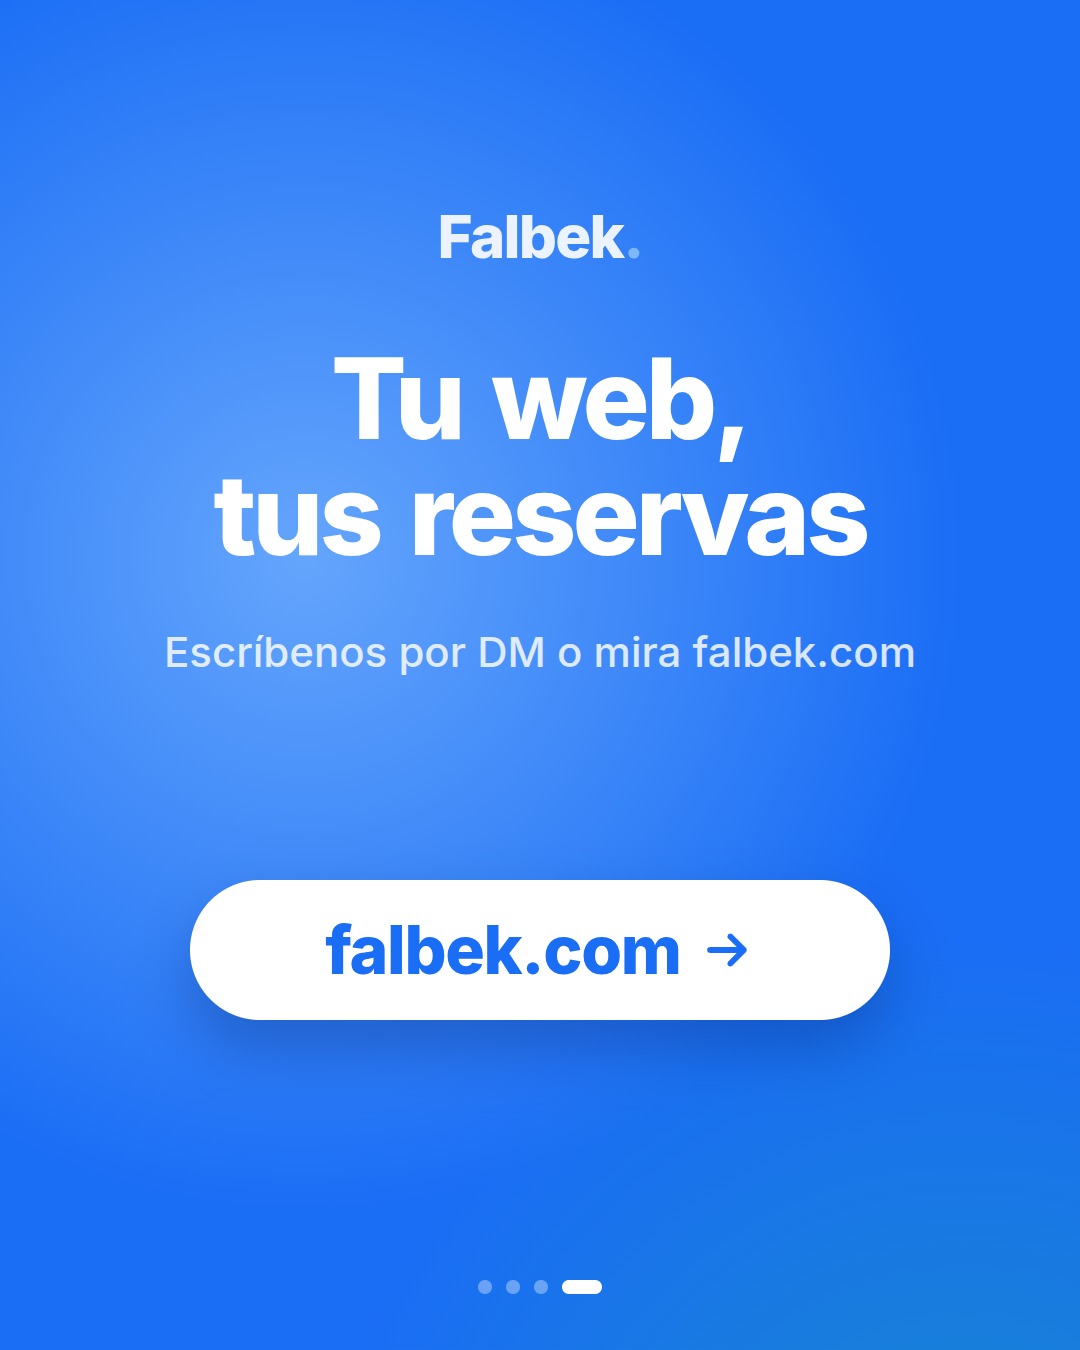 Falbek.
Tu web,
tus reservas
Escríbenos por DM o mira falbek.com
falbek.com →